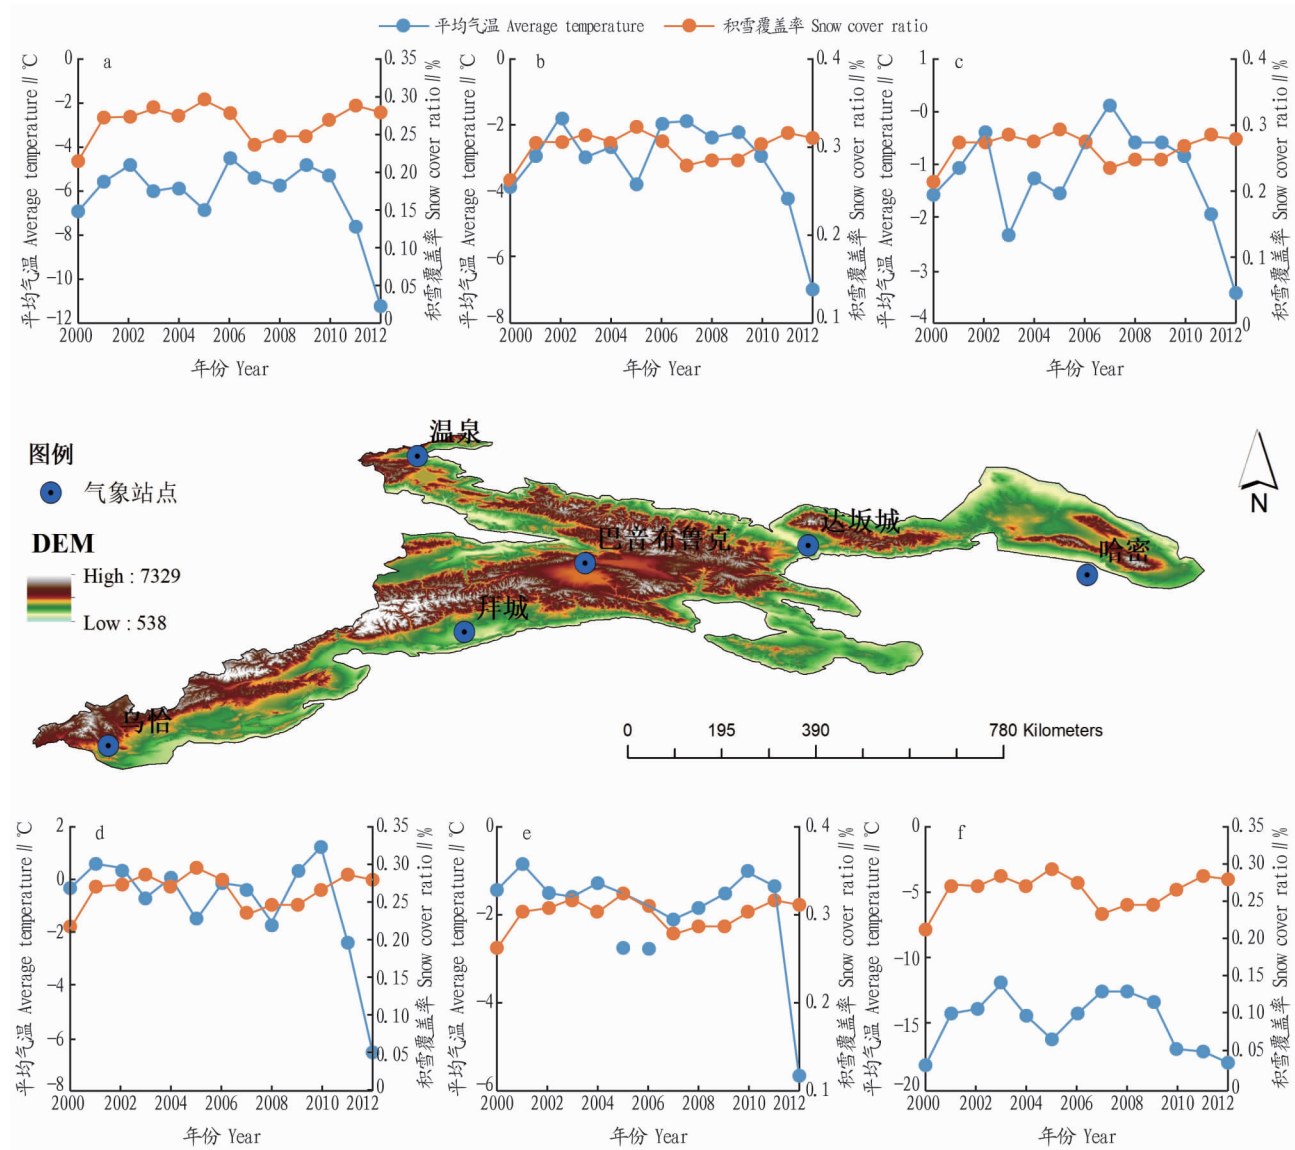 平均气温 Average temperature 积雪覆盖率 Snow cover ratio
a
平均气温 Average temperature∥℃
0
−2
−4
−6
−8
−10
−12
0.35
0.30
0.25
0.20
0.15
0.10
0.05
0
积雪覆盖率 Snow cover ratio∥%
2000 2002 2004 2006 2008 2010 2012
年份 Year
b
平均气温 Average temperature∥℃
0
−2
−4
−6
−8
0.4
0.3
0.2
0.1
积雪覆盖率 Snow cover ratio∥%
2000 2002 2004 2006 2008 2010 2012
年份 Year
c
平均气温 Average temperature∥℃
1
−0
−1
−2
−3
−4
0.4
0.3
0.2
0.1
0
积雪覆盖率 Snow cover ratio∥%
2000 2002 2004 2006 2008 2010 2012
年份 Year
图例
气象站点
DEM
High : 7329
Low : 538
温泉
巴音布鲁克
达坂城
哈密
拜城
乌恰
N
0 195 390 780 Kilometers
d
平均气温 Average temperature∥℃
2
0
−2
−4
−6
−8
0.35
0.30
0.25
0.20
0.15
0.10
0.05
0
积雪覆盖率 Snow cover ratio∥%
2000 2002 2004 2006 2008 2010 2012
年份 Year
e
平均气温 Average temperature∥℃
0
−2
−4
−6
0.4
0.3
0.2
0.1
积雪覆盖率 Snow cover ratio∥%
2000 2002 2004 2006 2008 2010 2012
年份 Year
f
平均气温 Average temperature∥℃
0
−5
−10
−15
−20
0.35
0.30
0.25
0.20
0.15
0.10
0.05
0
积雪覆盖率 Snow cover ratio∥%
2000 2002 2004 2006 2008 2010 2012
年份 Year